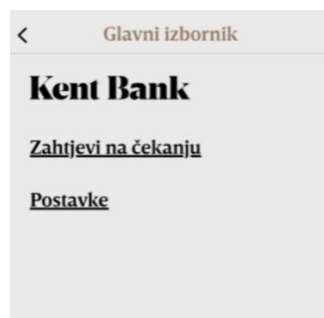 Glavni izbornik
Kent Bank
Zahtjevi na čekanju
Postavke